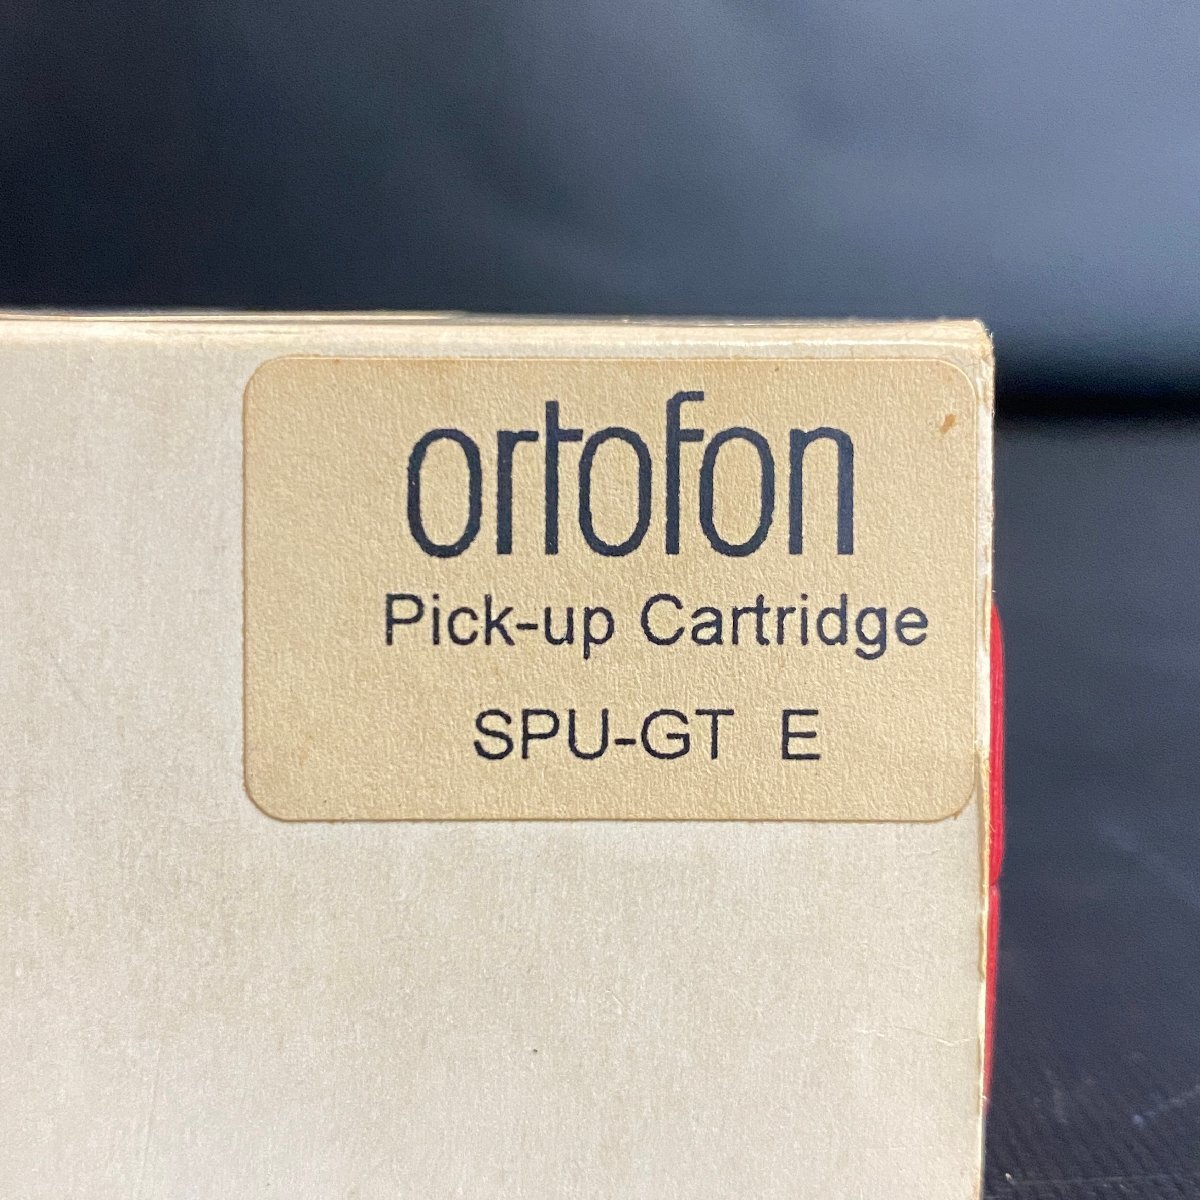 ortofon
Pick-up Cartridge
SPU-GT E